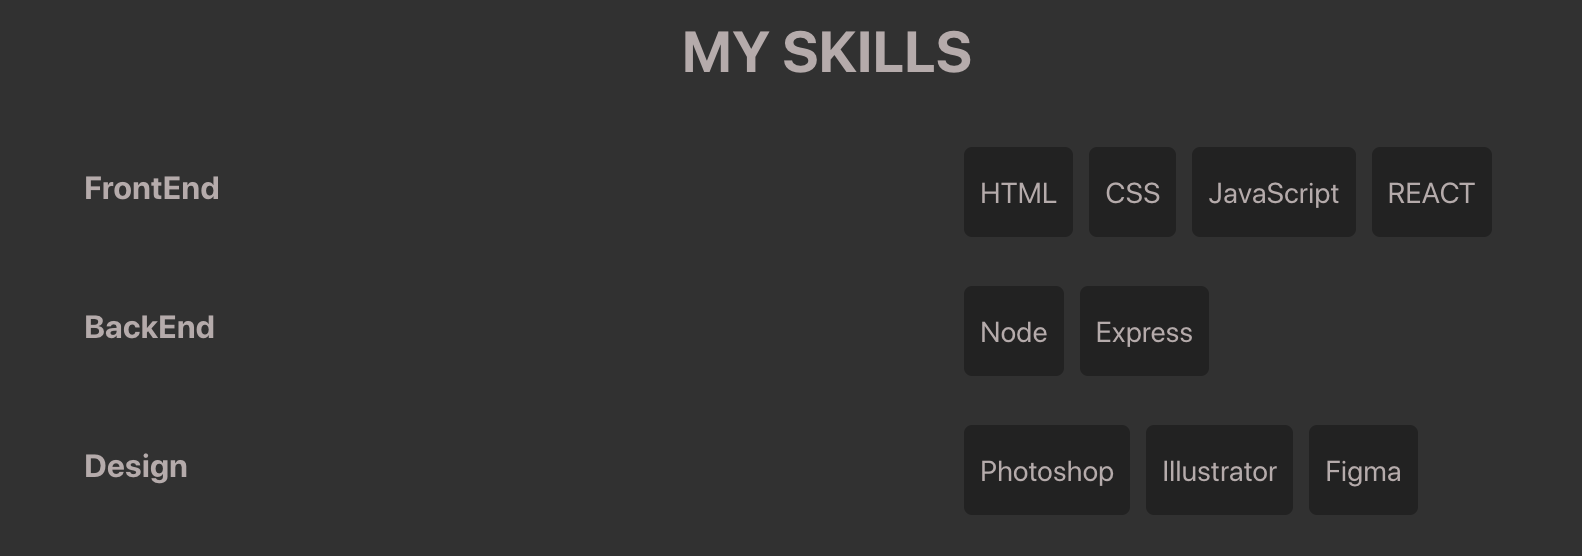 MY SKILLS
FrontEnd HTML CSS JavaScript REACT
BackEnd Node Express
Design Photoshop Illustrator Figma